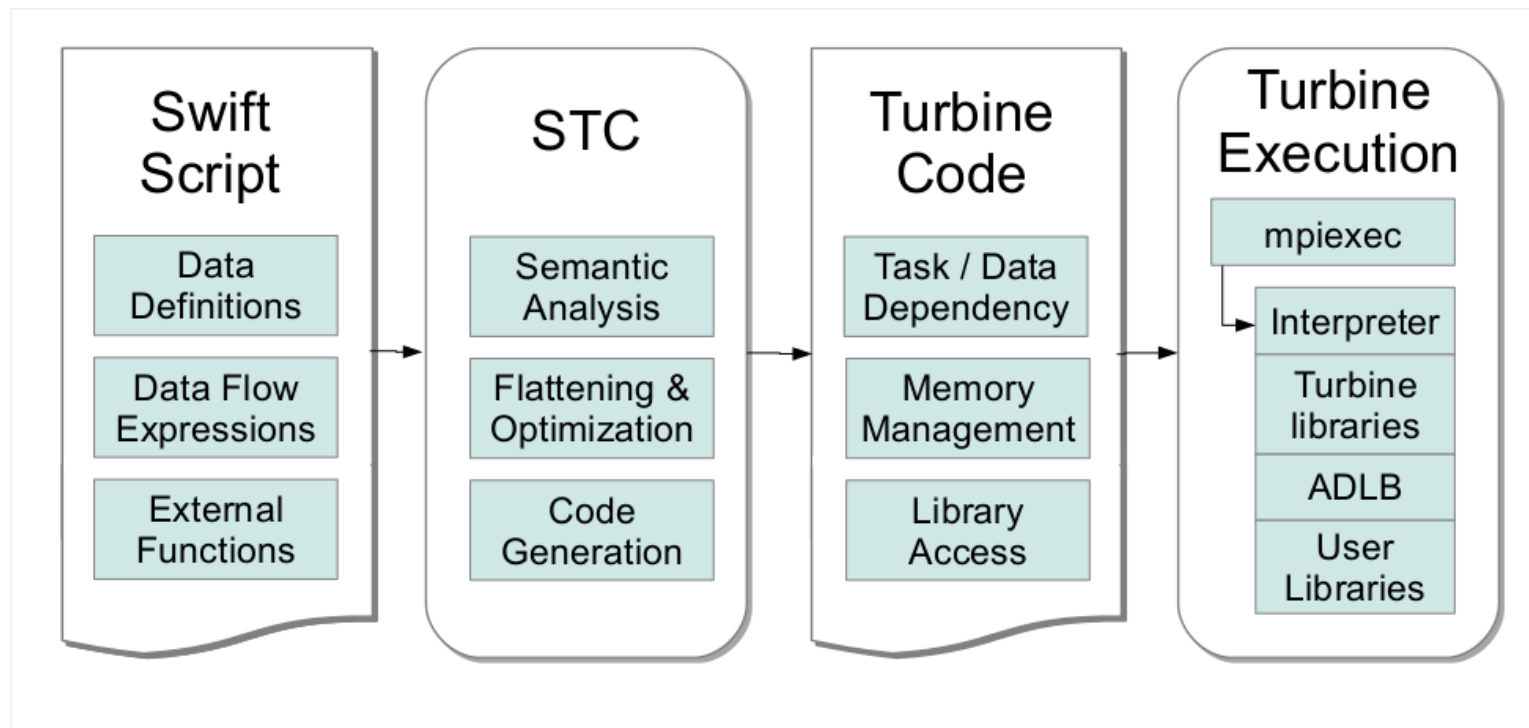 Swift
Script
Data
Definitions
Data Flow
Expressions
External
Functions
STC
Semantic
Analysis
Flattening &
Optimization
Code
Generation
Turbine
Code
Task / Data
Dependency
Memory
Management
Library
Access
Turbine
Execution
mpiexec
Interpreter
Turbine
libraries
ADLB
User
Libraries